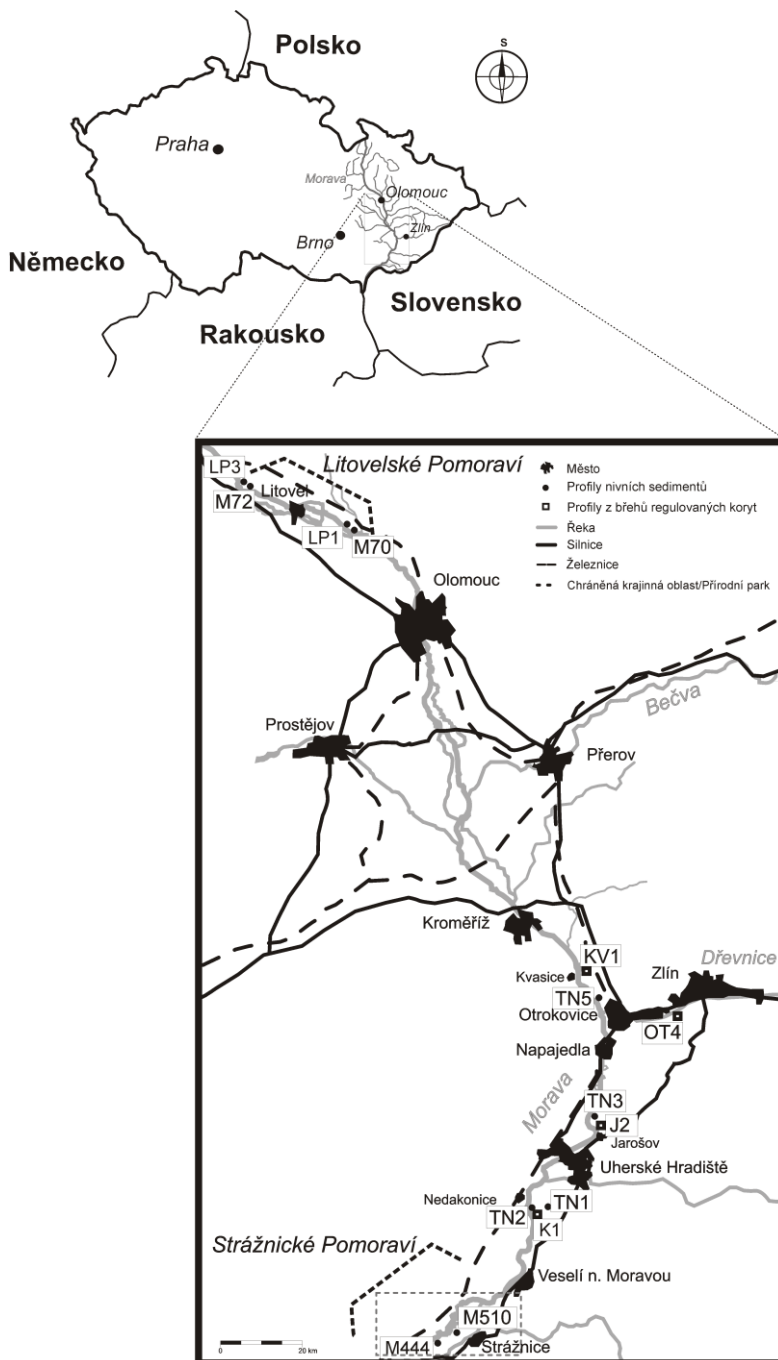 Polsko
S
Praha
Morava
Olomouc
Zlín
Brno
Německo
Slovensko
Rakousko
Litovelské Pomoraví
LP3
M72
Litovel
LP1
M70
Město
Profily nivních sedimentů
Profily z břehů regulovaných koryt
Řeka
Silnice
Železnice
Chráněná krajinná oblast/Přírodní park
Olomouc
Bečva
Prostějov
Přerov
Kroměříž
Kvasice
KV1
Dřevnice
Zlín
TN5
Otrokovice
OT4
Napajedla
Morava
TN3
J2
Jarošov
Uherské Hradiště
Nedakonice
TN2
TN1
K1
Strážnické Pomoraví
Veselí n. Moravou
M510
M444
Strážnice
0
20 km